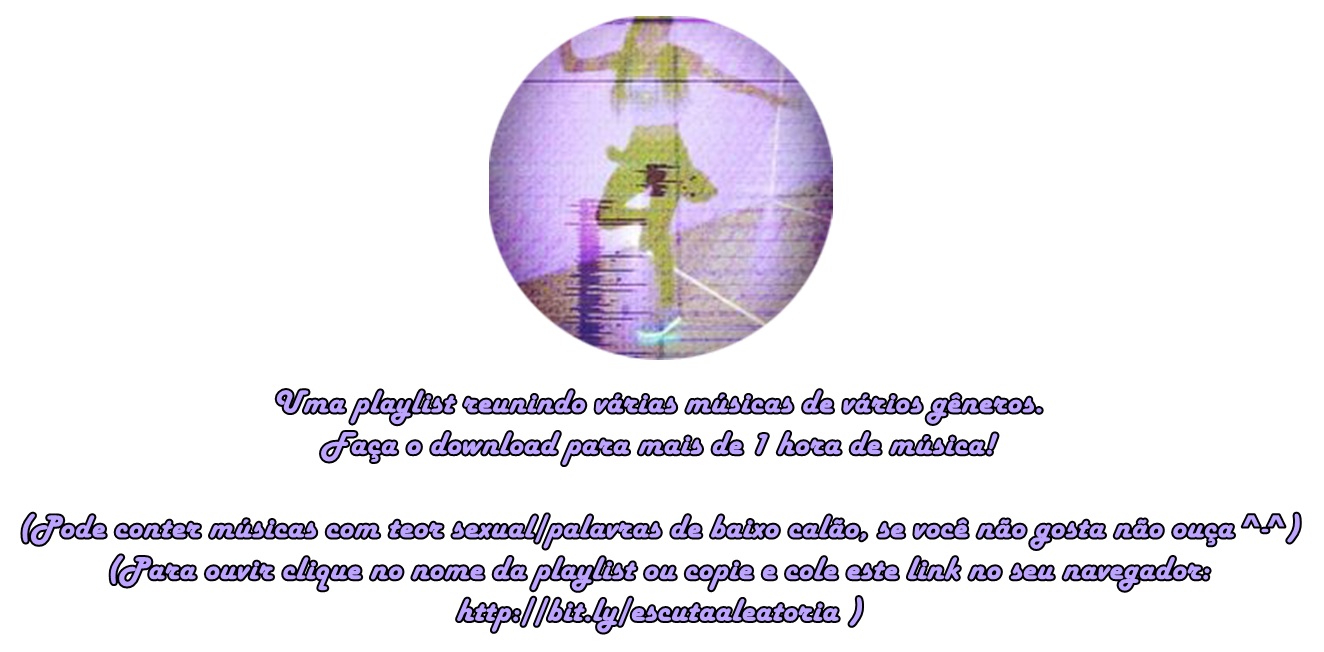 Uma playlist reunindo várias músicas de vários gêneros.
Faça o download para mais de 1 hora de música!
(Pode conter músicas com teor sexual/palavras de baixo calão, se você não gosta não ouça ^-^)
(Para ouvir clique no nome da playlist ou copie e cole este link no seu navegador:
http://bit.ly/escutaaleatoria )